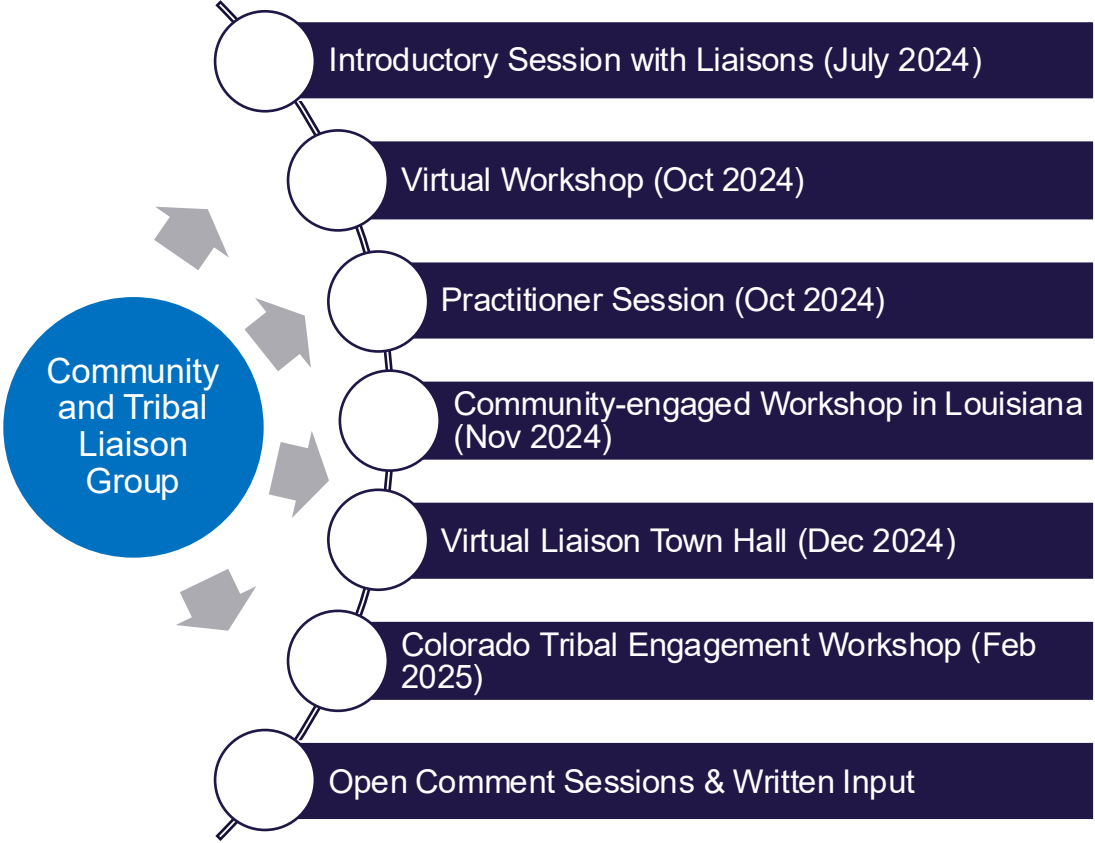 Introductory Session with Liaisons (July 2024)
Virtual Workshop (Oct 2024)
Practitioner Session (Oct 2024)
Community
and Tribal
Liaison
Group
Community-engaged Workshop in Louisiana
(Nov 2024)
Virtual Liaison Town Hall (Dec 2024)
Colorado Tribal Engagement Workshop (Feb
2025)
Open Comment Sessions & Written Input